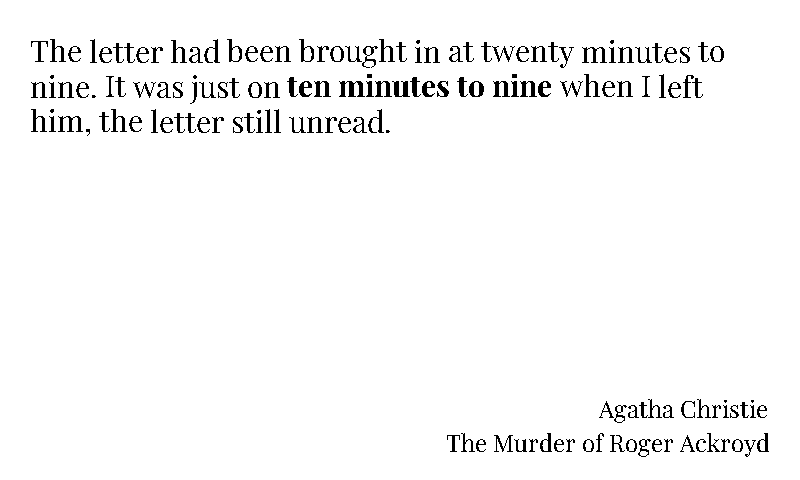 The letter had been brought in at twenty minutes to
nine. It was just on ten minutes to nine when I left
him, the letter still unread.
Agatha Christie
The Murder of Roger Ackroyd